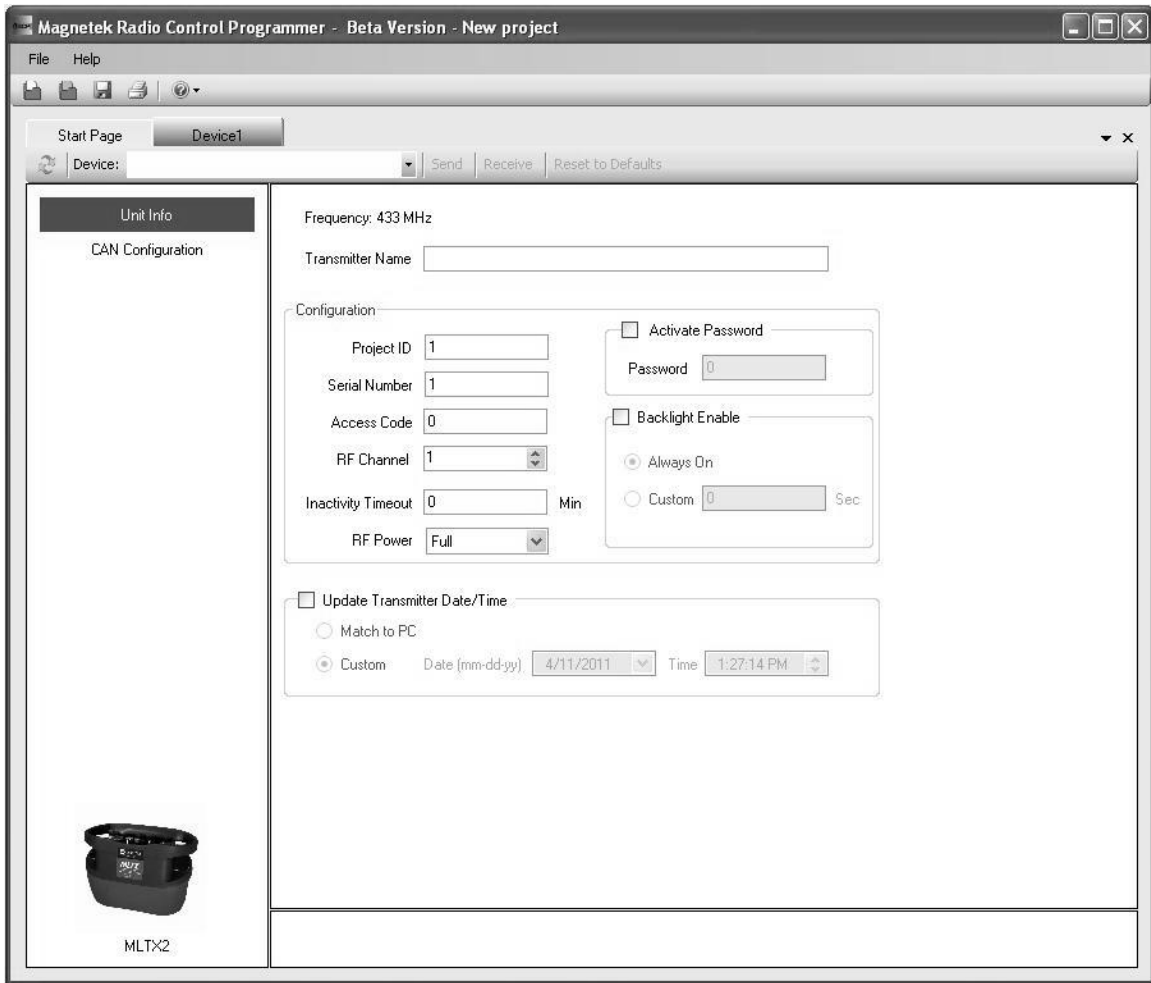 Magnetek Radio Control Programmer - Beta Version - New project
File Help
Start Page Device1
Device: Send Receive Reset to Defaults
Unit Info
CAN Configuration
Frequency: 433 MHz
Transmitter Name
Configuration
Project ID 1
Serial Number 1
Access Code 0
RF Channel 1
Inactivity Timeout 0 Min
RF Power Full
Activate Password
Password 0
Backlight Enable
Always On
Custom 0 Sec
Update Transmitter Date/Time
Match to PC
Custom Date (mm-dd-yy) 4/11/2011 Time 1:27:14 PM
MLTX
MLTX2